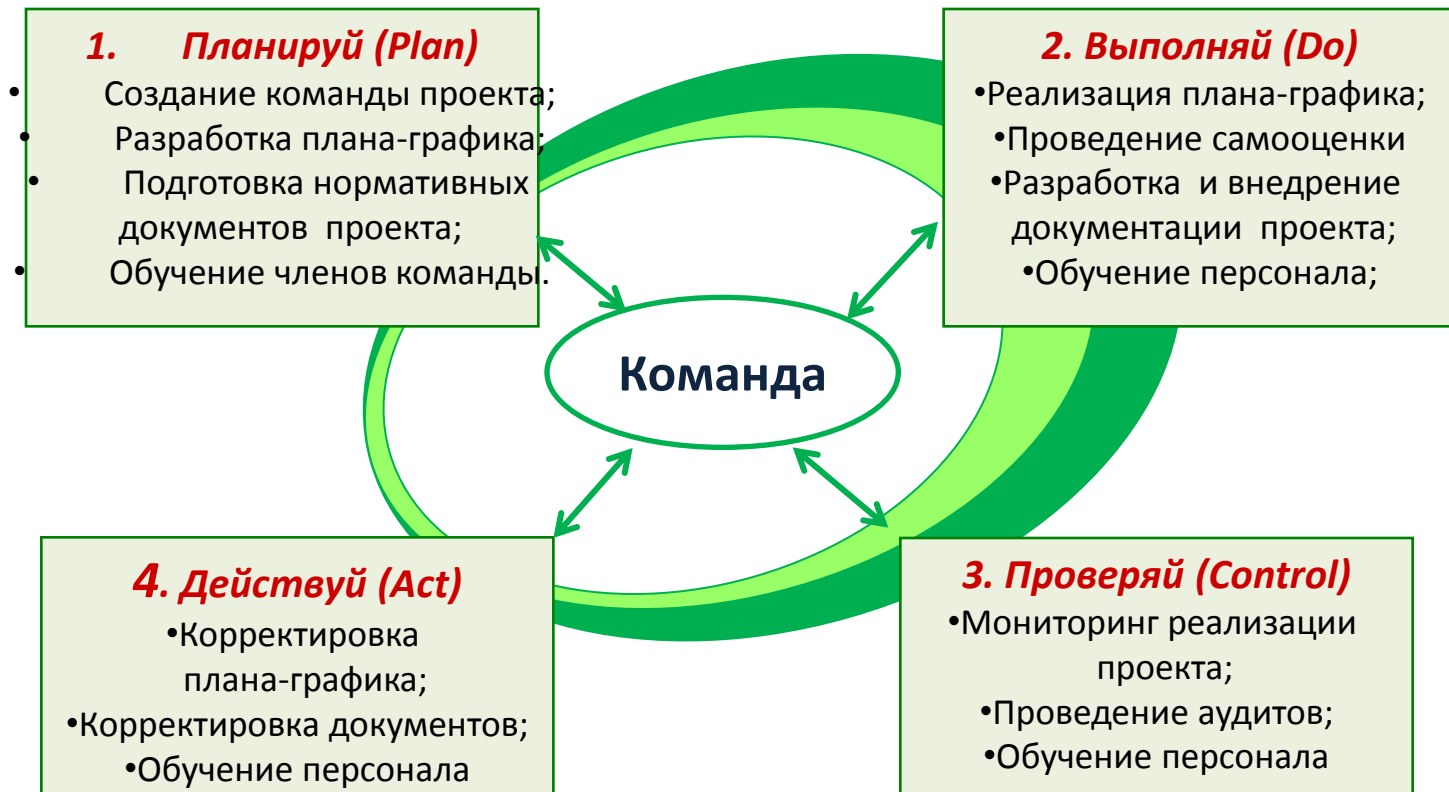 1. Планируй (Plan)
• Создание команды проекта;
• Разработка плана-графика;
• Подготовка нормативных
документов проекта;
• Обучение членов команды.
2. Выполняй (Do)
•Реализация плана-графика;
•Проведение самооценки
•Разработка и внедрение
документации проекта;
•Обучение персонала;
Команда
4. Действуй (Act)
•Корректировка
плана-графика;
•Корректировка документов;
•Обучение персонала
3. Проверяй (Control)
•Мониторинг реализации
проекта;
•Проведение аудитов;
•Обучение персонала